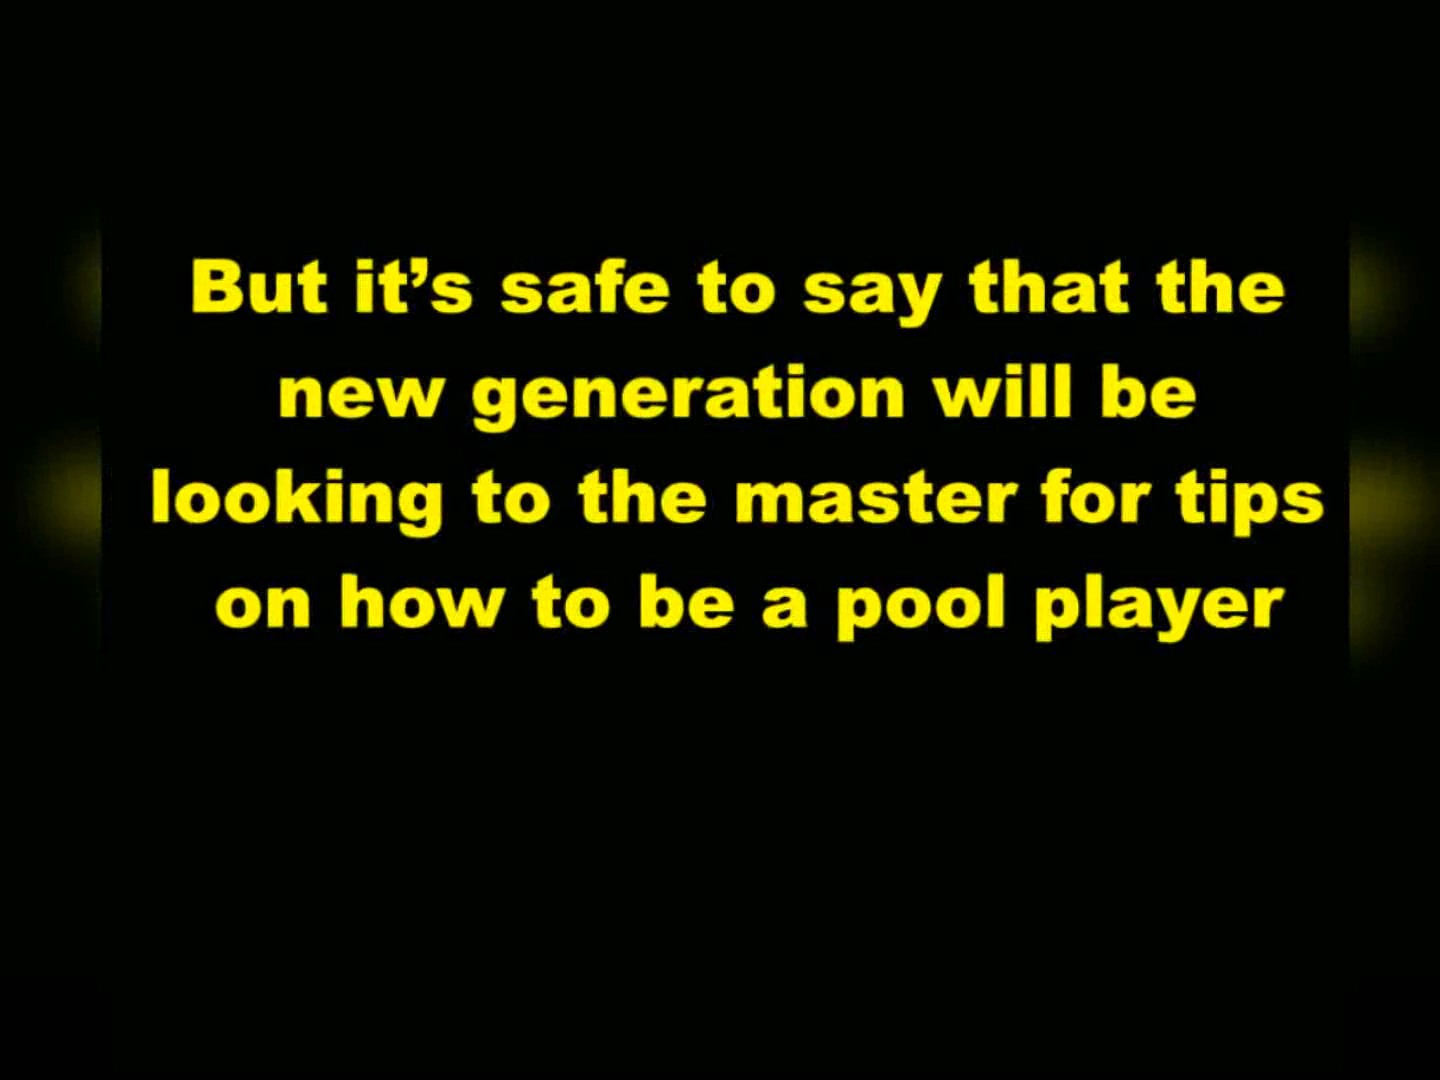 But it’s safe to say that the
new generation will be
looking to the master for tips
on how to be a pool player